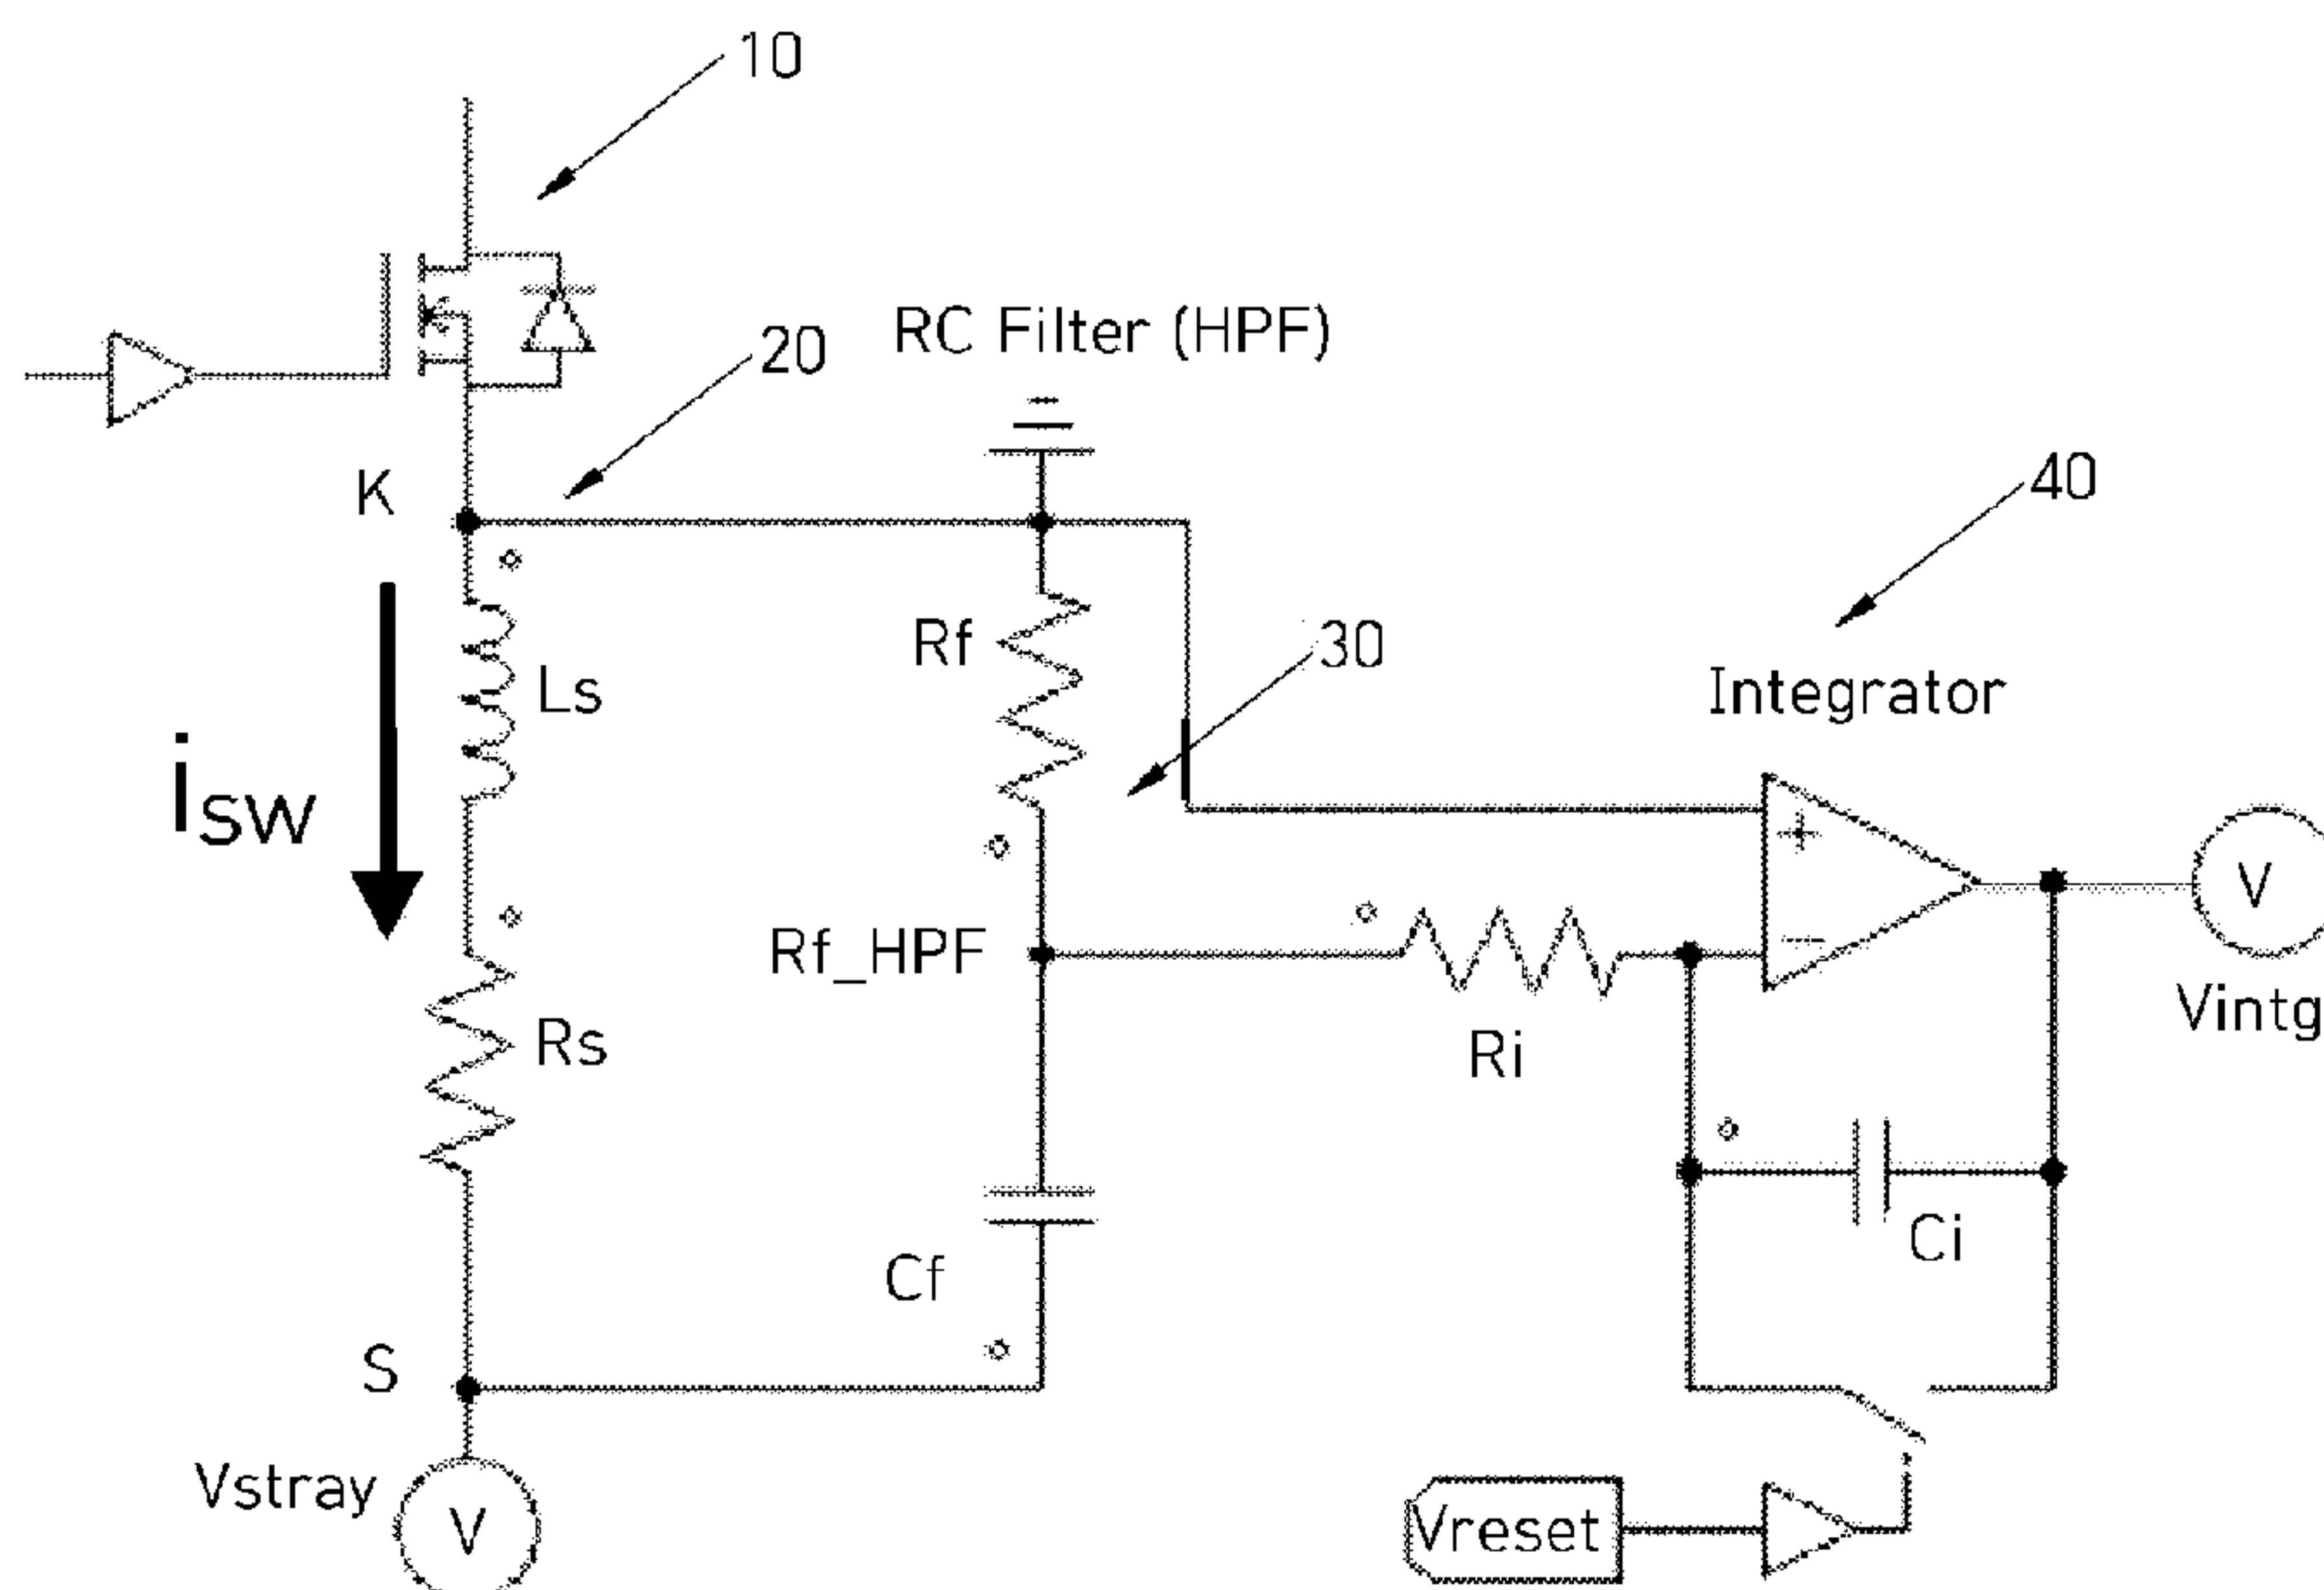 10
20
RC Filter (HPF)
K
40
Rf
30
Ls
Integrator
iSW
+
V
Rf_HPF
−
Vintg
Rs
Ri
Ci
Cf
S
Vstray
V
Vreset